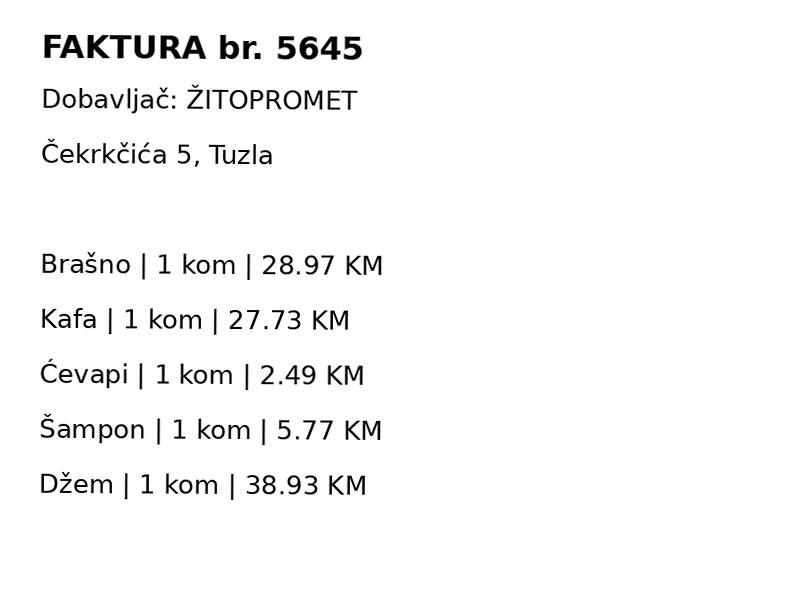 FAKTURA br. 5645
Dobavljač: ŽITOPROMET
Čekrkčića 5, Tuzla
Brašno | 1 kom | 28.97 KM
Kafa | 1 kom | 27.73 KM
Ćevapi | 1 kom | 2.49 KM
Šampon | 1 kom | 5.77 KM
Džem | 1 kom | 38.93 KM